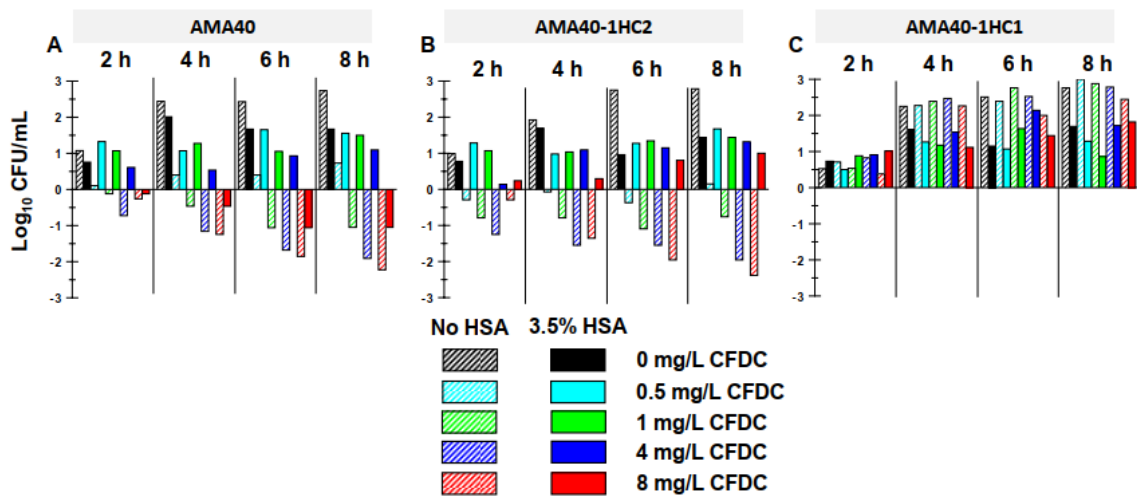 AMA40
AMA40-1HC2
AMA40-1HC1
A
B
C
2 h 4 h 6 h 8 h
2 h 4 h 6 h 8 h
2 h 4 h 6 h 8 h
Log10 CFU/mL
3
2
1
0
-1
-2
-3
3
2
1
0
-1
-2
-3
3
2
1
0
1
2
3
No HSA 3.5% HSA
0 mg/L CFDC
0.5 mg/L CFDC
1 mg/L CFDC
4 mg/L CFDC
8 mg/L CFDC